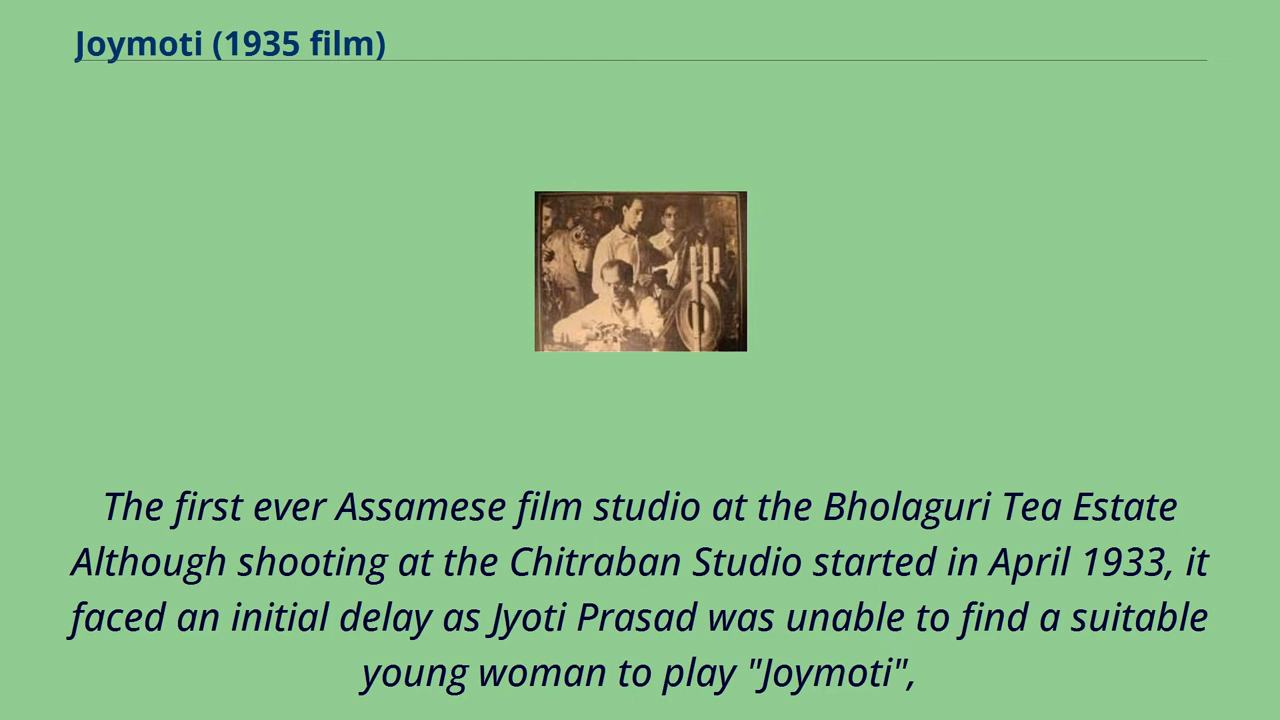 Joymoti (1935 film)
The first ever Assamese film studio at the Bholaguri Tea Estate
Although shooting at the Chitraban Studio started in April 1933, it
faced an initial delay as Jyoti Prasad was unable to find a suitable
young woman to play "Joymoti",